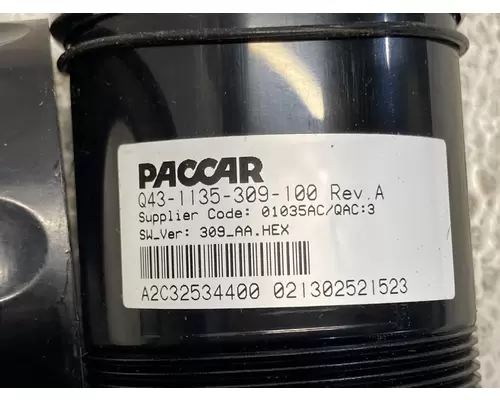 PACCAR
Q43-1135-309-100 Rev.A
Supplier Code: 01035AC/QAC:3
SW_Ver: 309_AA.HEX
A2C32534400 021302521523